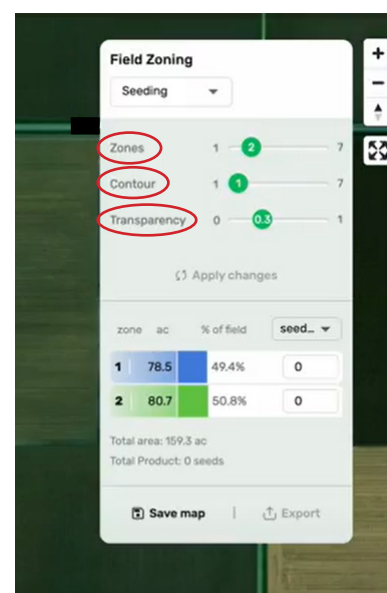 Field Zoning
Seeding
Zones 1 2 7
Contour 1 1 7
Transparency 0 0.3 1
Apply changes
zone ac % of field seed...
1 78.5 49.4% 0
2 80.7 50.8% 0
Total area: 159.3 ac
Total Product: 0 seeds
Save map | Export